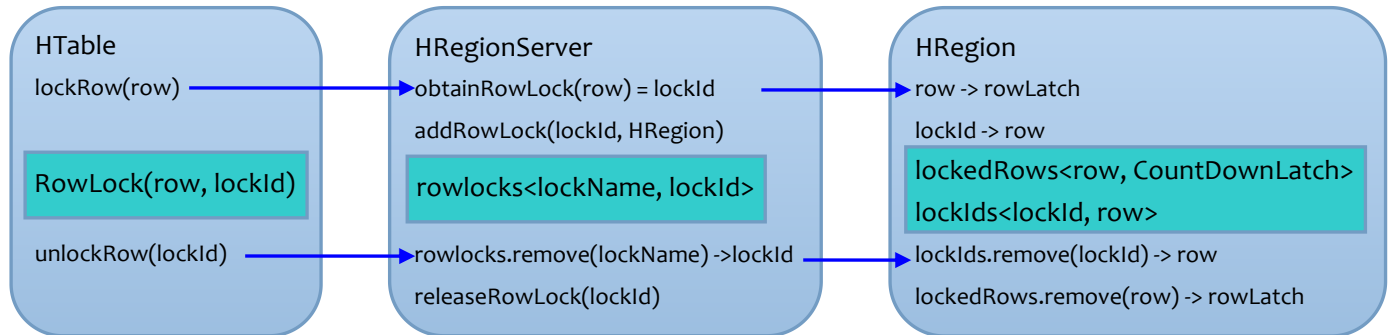 HTable
lockRow(row)
RowLock(row, lockId)
unlockRow(lockId)
HRegionServer
obtainRowLock(row) = lockId
addRowLock(lockId, HRegion)
rowlocks<lockName, lockId>
rowlocks.remove(lockName) ->lockId
releaseRowLock(lockId)
HRegion
row -> rowLatch
lockId -> row
lockedRows<row, CountDownLatch>
lockIds<lockId, row>
lockIds.remove(lockId) -> row
lockedRows.remove(row) -> rowLatch